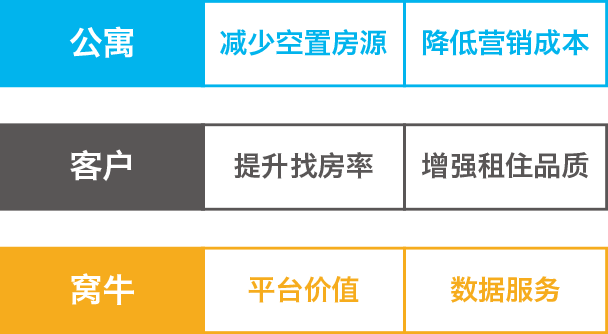 公寓 减少空置房源 降低营销成本
客户 提升找房率 增强租住品质
窝牛 平台价值 数据服务